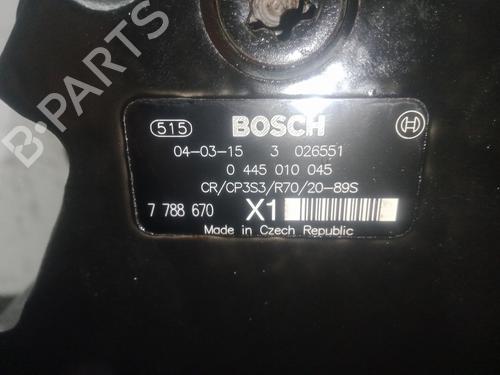 B-PARTS
515 BOSCH
04-03-15 3 026551
0 445 010 045
CR/CP3S3/R70/20-89S
7 788 670 X1
Made in Czech Republic